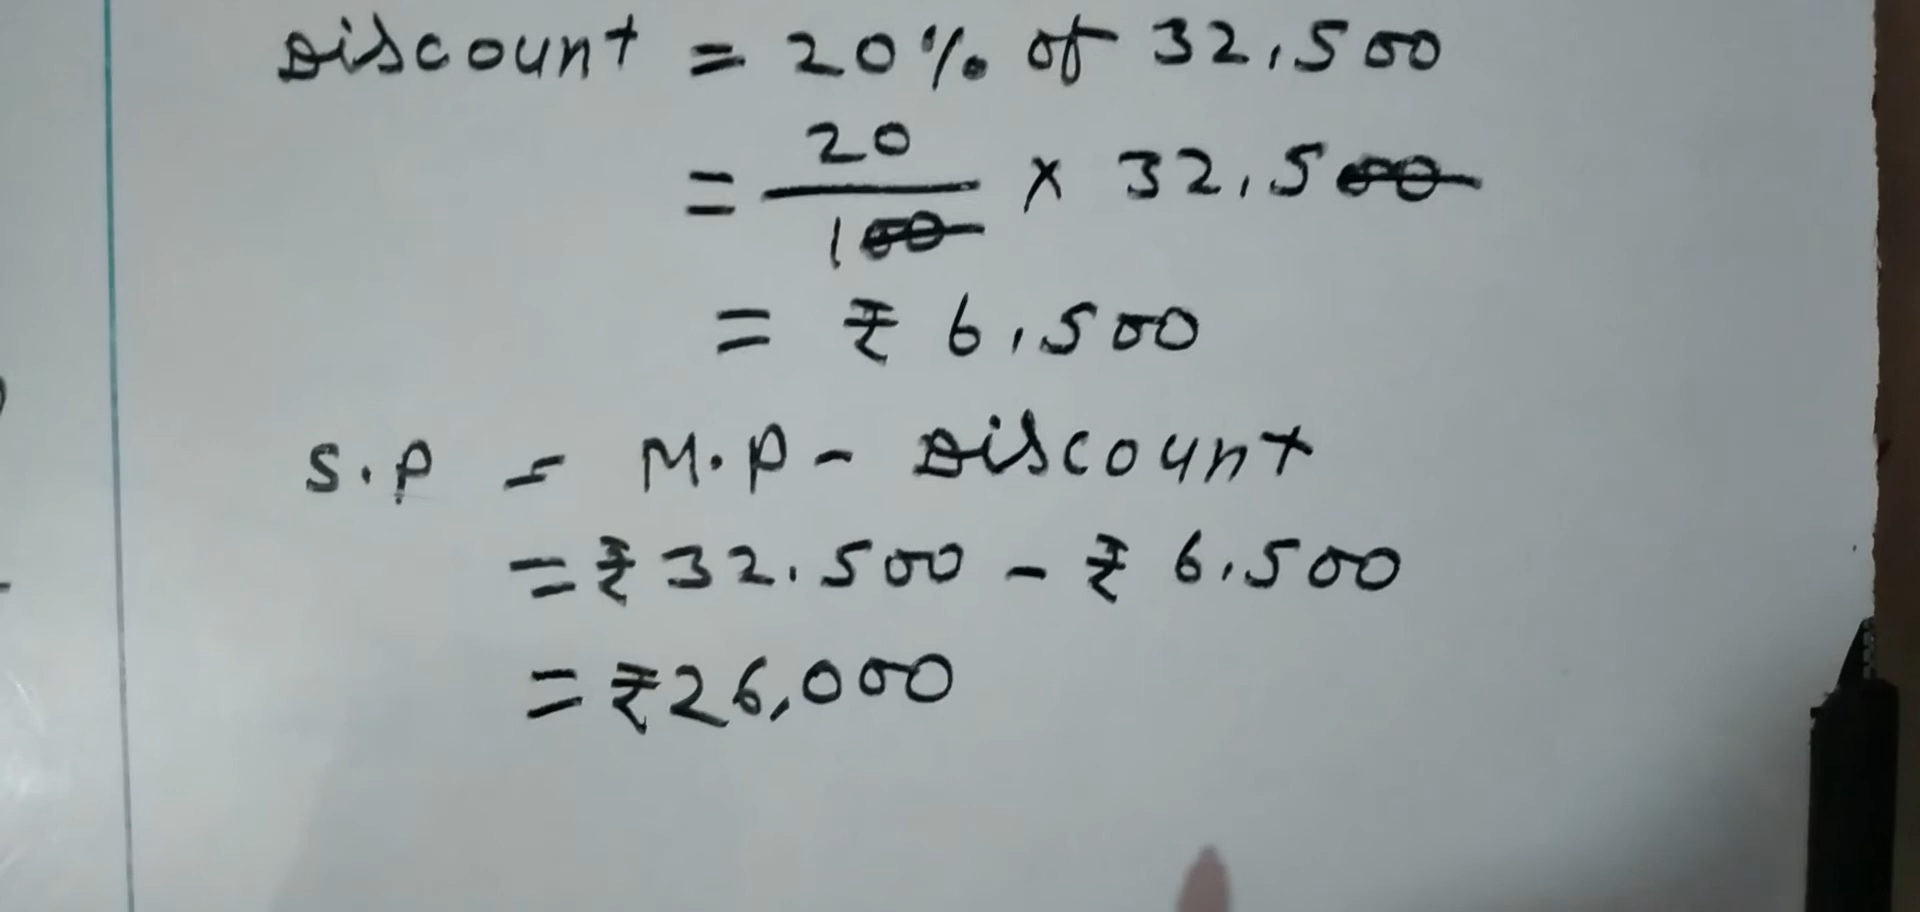 Discount = 20% of 32,500
= 20/100 x 32,500
= ₹ 6,500
S.P = M.P - Discount
= ₹ 32,500 - ₹ 6,500
= ₹26,000